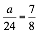 a/24 = 7/8